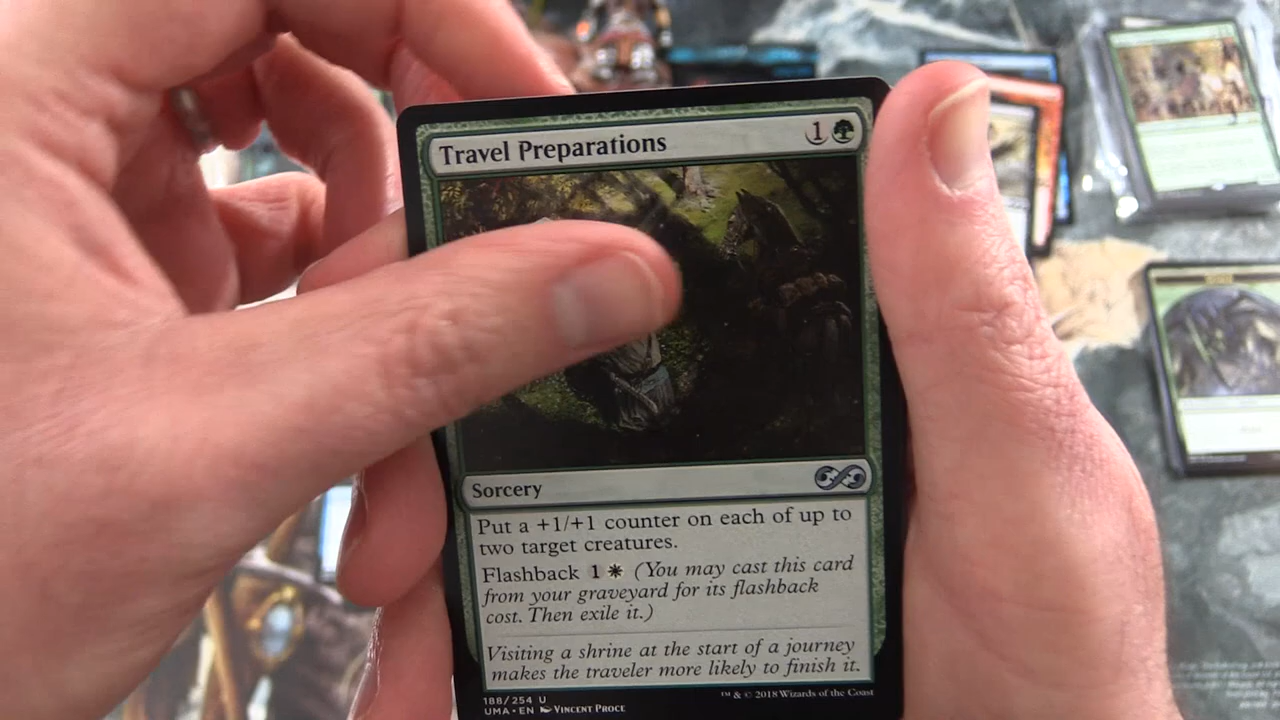 Travel Preparations 1
Sorcery
Put a +1/+1 counter on each of up to
two target creatures.
Flashback 1 (You may cast this card
from your graveyard for its flashback
cost. Then exile it.)
Visiting a shrine at the start of a journey
makes the traveler more likely to finish it.
188/254 U
™ & © 2018 Wizards of the Coast
UMA • EN Vincent Proce